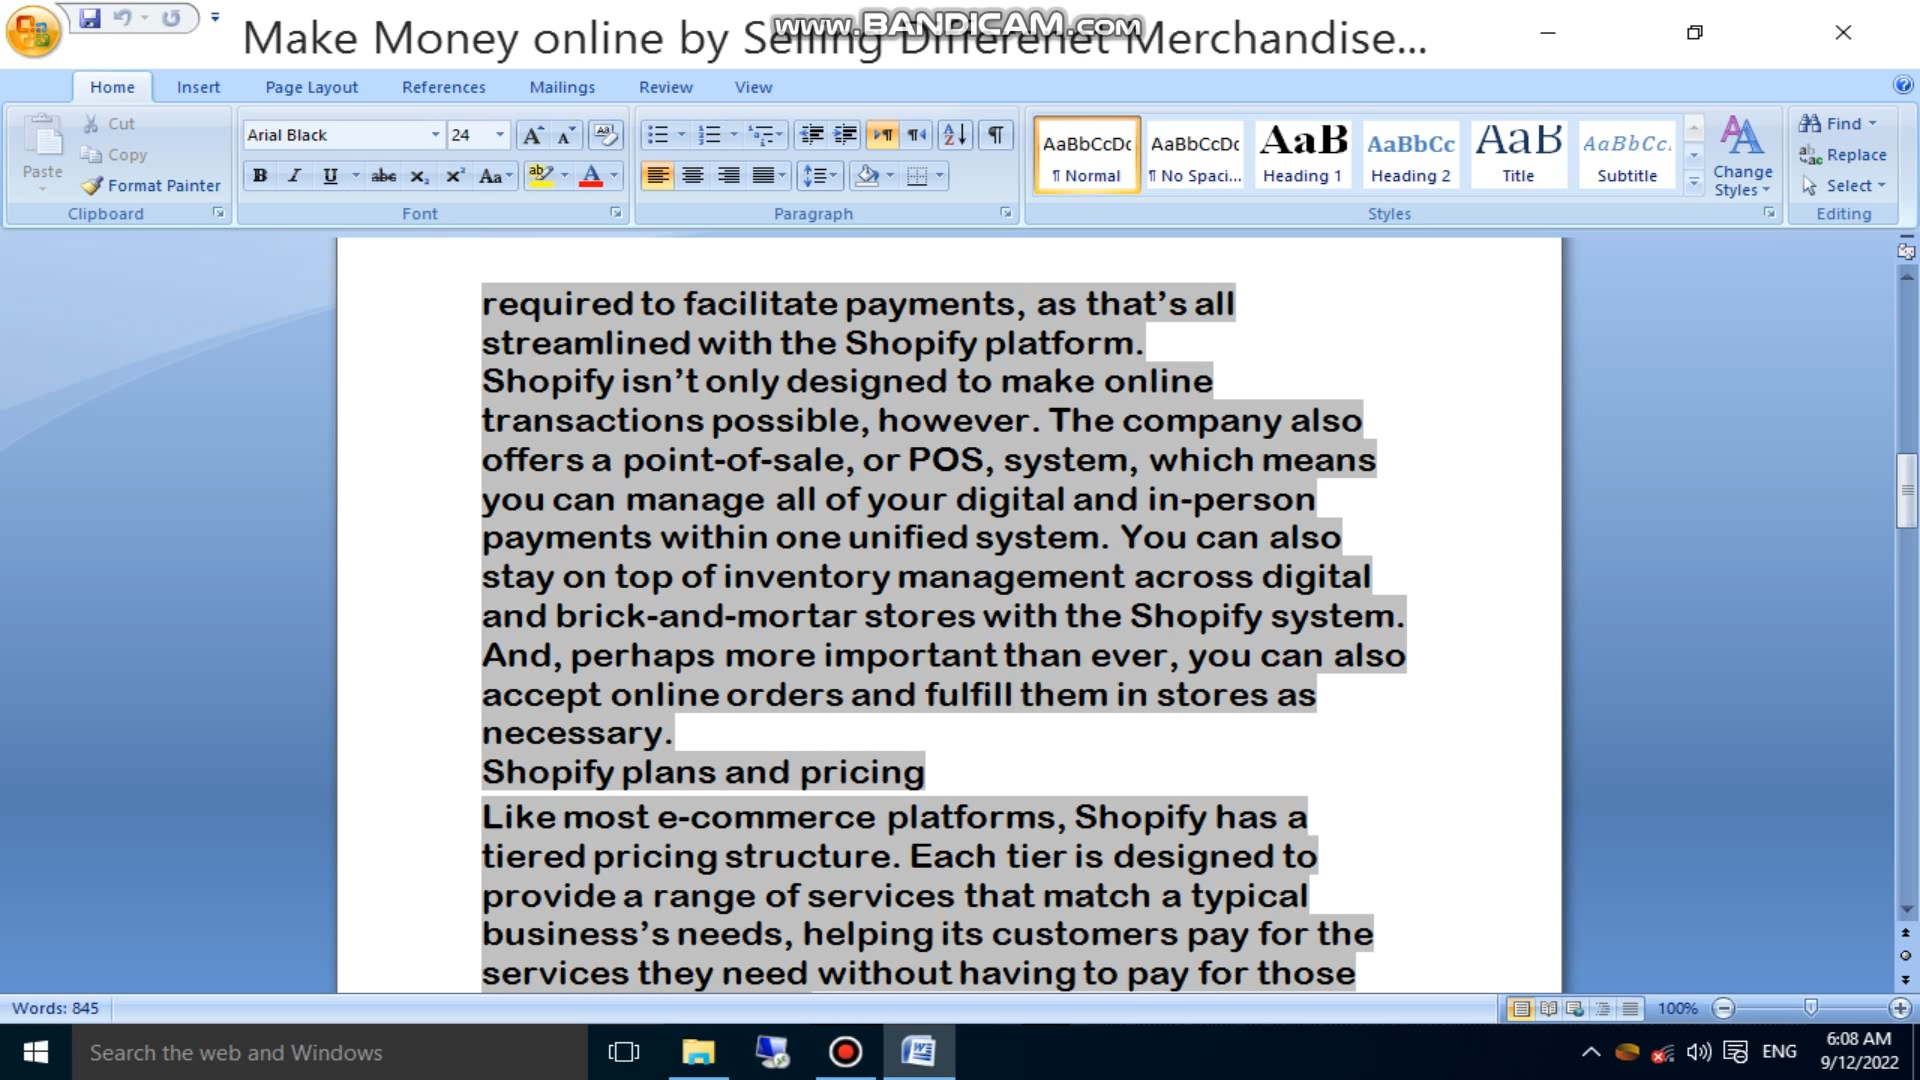 www.BANDICAM.com
Make Money online by Selling Differenet Merchandise...
Home Insert Page Layout References Mailings Review View
Paste
Cut
Copy
Format Painter
Clipboard
Arial Black 24
Font
Paragraph
AaBbCcDc AaBbCcDc AaB AaBbCc AaB AaBbCc.
¶ Normal ¶ No Spaci... Heading 1 Heading 2 Title Subtitle
Change
Styles
Styles
Find
Replace
Select
Editing
required to facilitate payments, as that’s all
streamlined with the Shopify platform.
Shopify isn’t only designed to make online
transactions possible, however. The company also
offers a point-of-sale, or POS, system, which means
you can manage all of your digital and in-person
payments within one unified system. You can also
stay on top of inventory management across digital
and brick-and-mortar stores with the Shopify system.
And, perhaps more important than ever, you can also
accept online orders and fulfill them in stores as
necessary.
Shopify plans and pricing
Like most e-commerce platforms, Shopify has a
tiered pricing structure. Each tier is designed to
provide a range of services that match a typical
business’s needs, helping its customers pay for the
services they need without having to pay for those
Words: 845
100%
Search the web and Windows
ENG
6:08 AM
9/12/2022